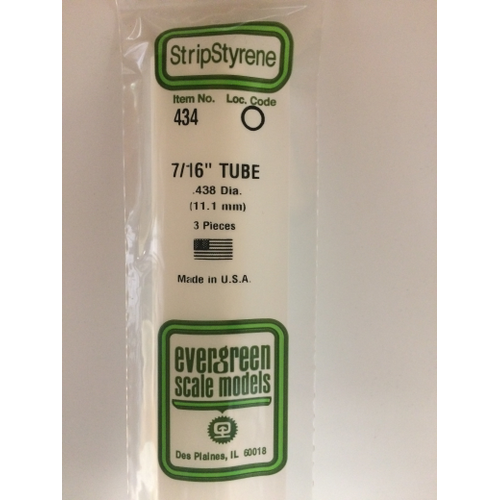 StripStyrene
Item No. Loc. Code
434
7/16" TUBE
.438 Dia.
(11.1 mm)
3 Pieces
Made in U.S.A.
evergreen
scale models
Des Plaines, IL 60018